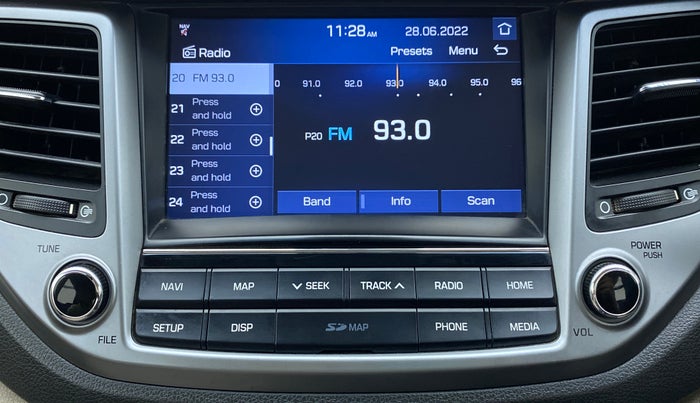 NAV
11:28 AM
28.06.2022
Radio
Presets
Menu
20 FM 93.0
0 91.0 92.0 93.0 94.0 95.0 96
21 Press and hold
22 Press and hold
23 Press and hold
24 Press and hold
P20 FM 93.0
Band
Info
Scan
TUNE
FILE
POWER
PUSH
VOL
NAVI
MAP
SEEK
TRACK
RADIO
HOME
SETUP
DISP
SD MAP
PHONE
MEDIA